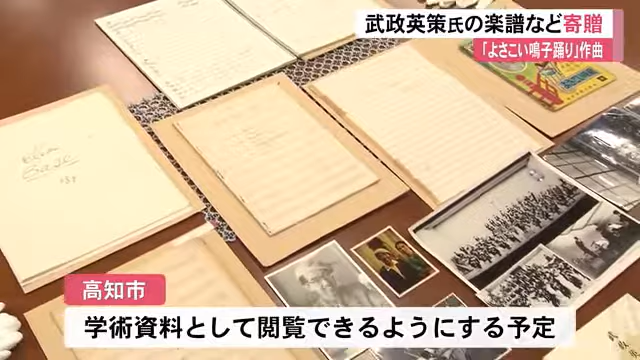 武政英策氏の楽譜など寄贈
「よさこい鳴子踊り」作曲
高知市
学術資料として閲覧できるようにする予定